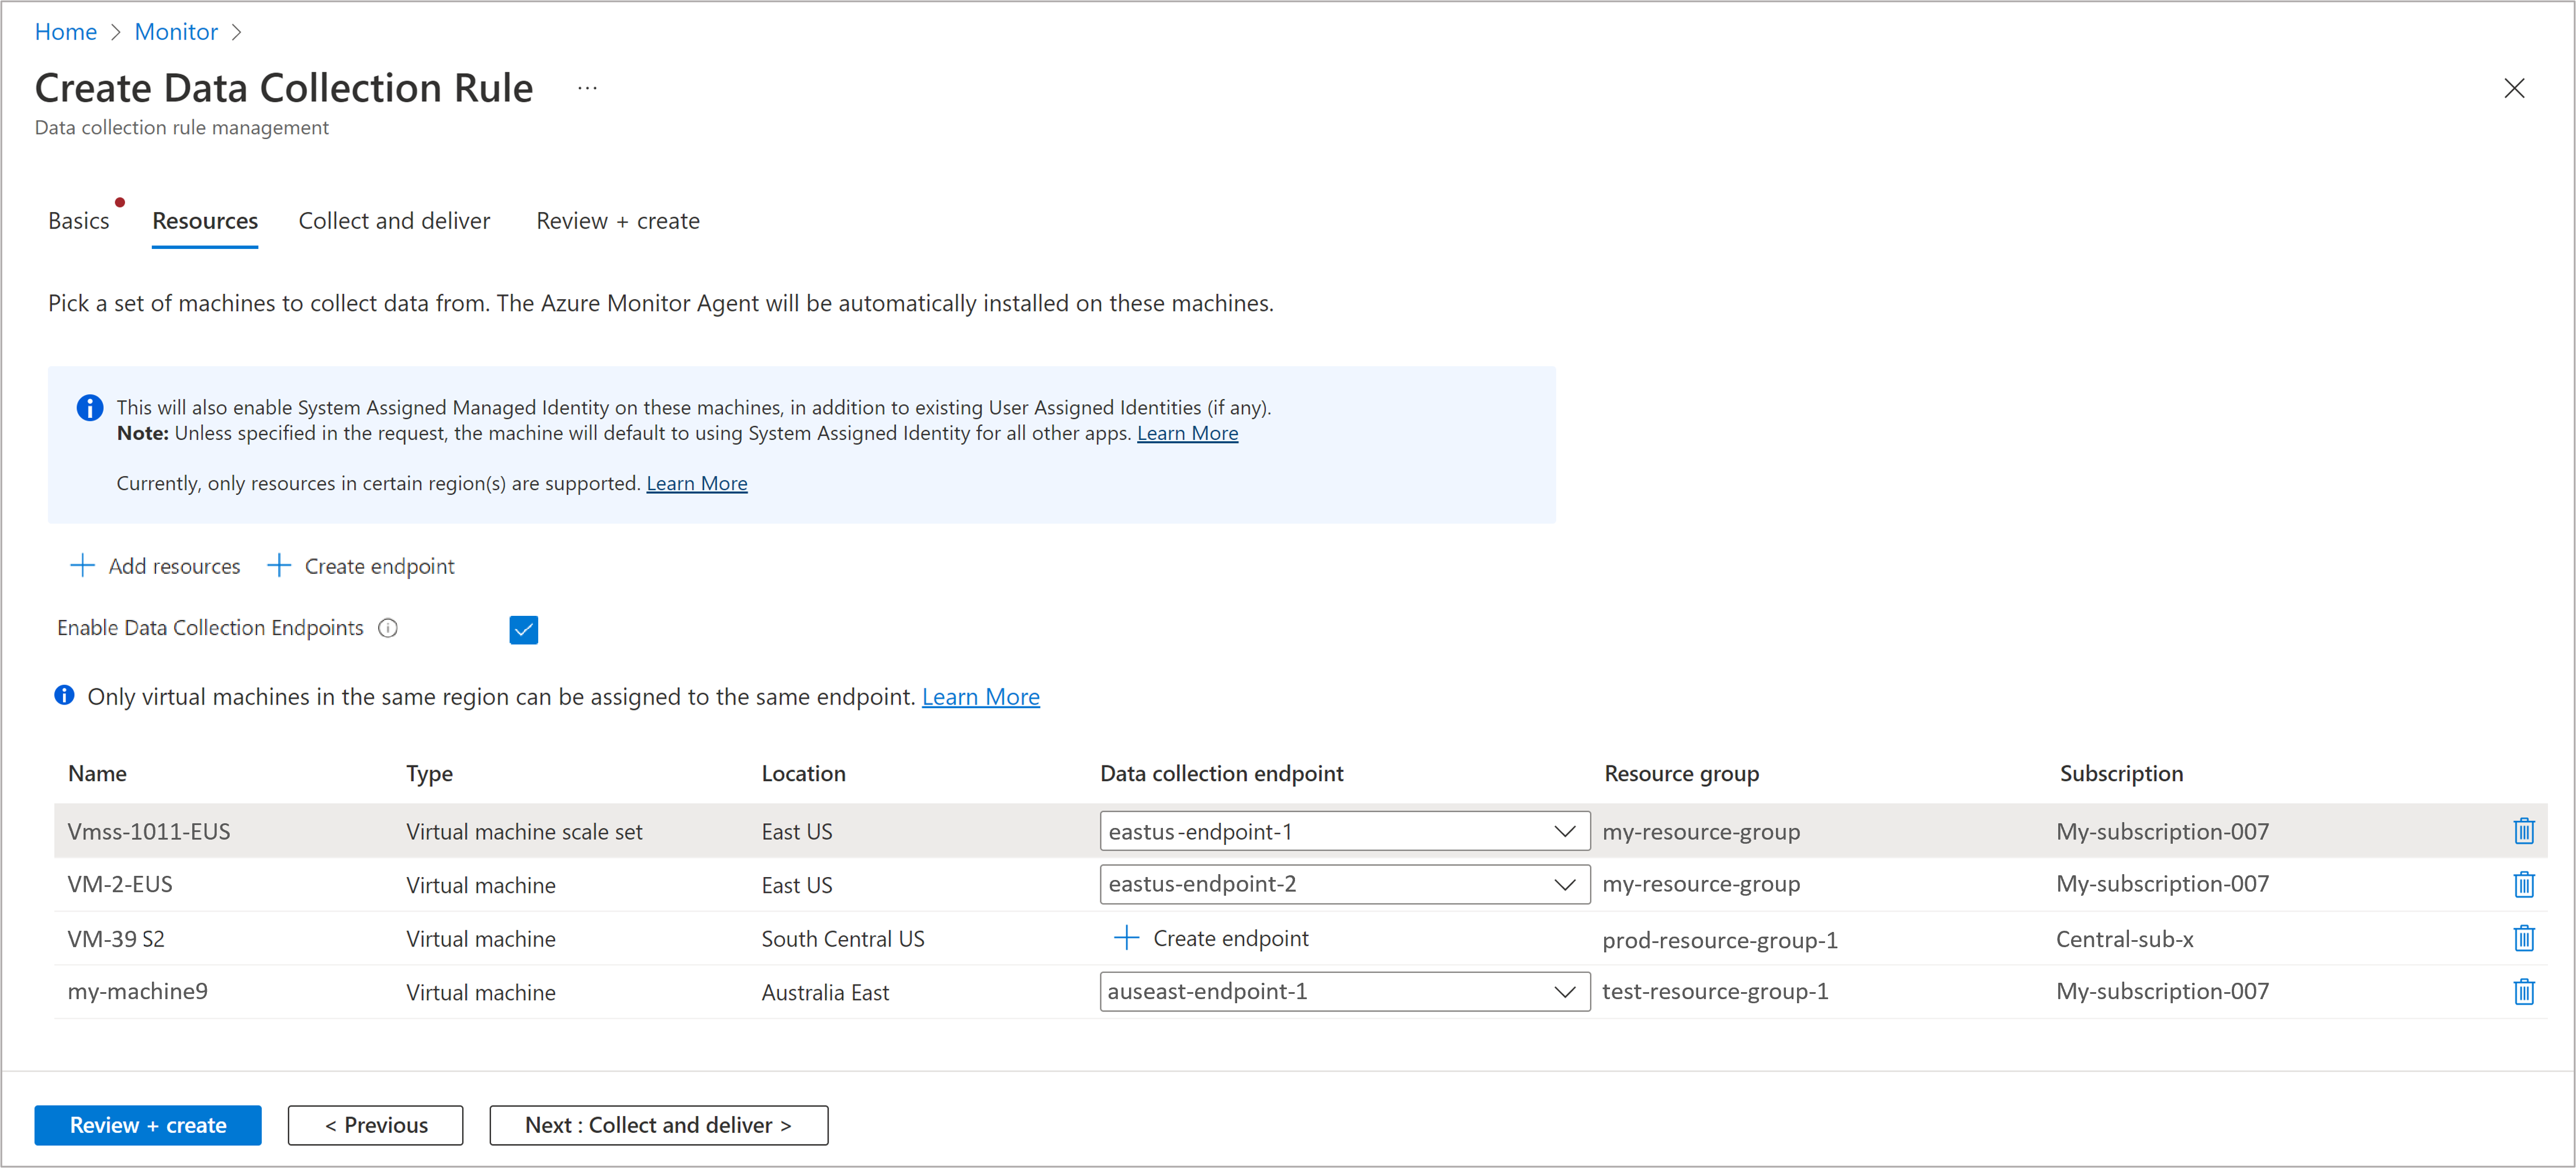 Home > Monitor >
Create Data Collection Rule ...
Data collection rule management
Basics Resources Collect and deliver Review + create
Pick a set of machines to collect data from. The Azure Monitor Agent will be automatically installed on these machines.
This will also enable System Assigned Managed Identity on these machines, in addition to existing User Assigned Identities (if any).
Note: Unless specified in the request, the machine will default to using System Assigned Identity for all other apps. Learn More
Currently, only resources in certain region(s) are supported. Learn More
+ Add resources + Create endpoint
Enable Data Collection Endpoints
Only virtual machines in the same region can be assigned to the same endpoint. Learn More
Name Type Location Data collection endpoint Resource group Subscription
Vmss-1011-EUS Virtual machine scale set East US eastus-endpoint-1 my-resource-group My-subscription-007
VM-2-EUS Virtual machine East US eastus-endpoint-2 my-resource-group My-subscription-007
VM-39 S2 Virtual machine South Central US + Create endpoint prod-resource-group-1 Central-sub-x
my-machine9 Virtual machine Australia East auseast-endpoint-1 test-resource-group-1 My-subscription-007
Review + create < Previous Next : Collect and deliver >